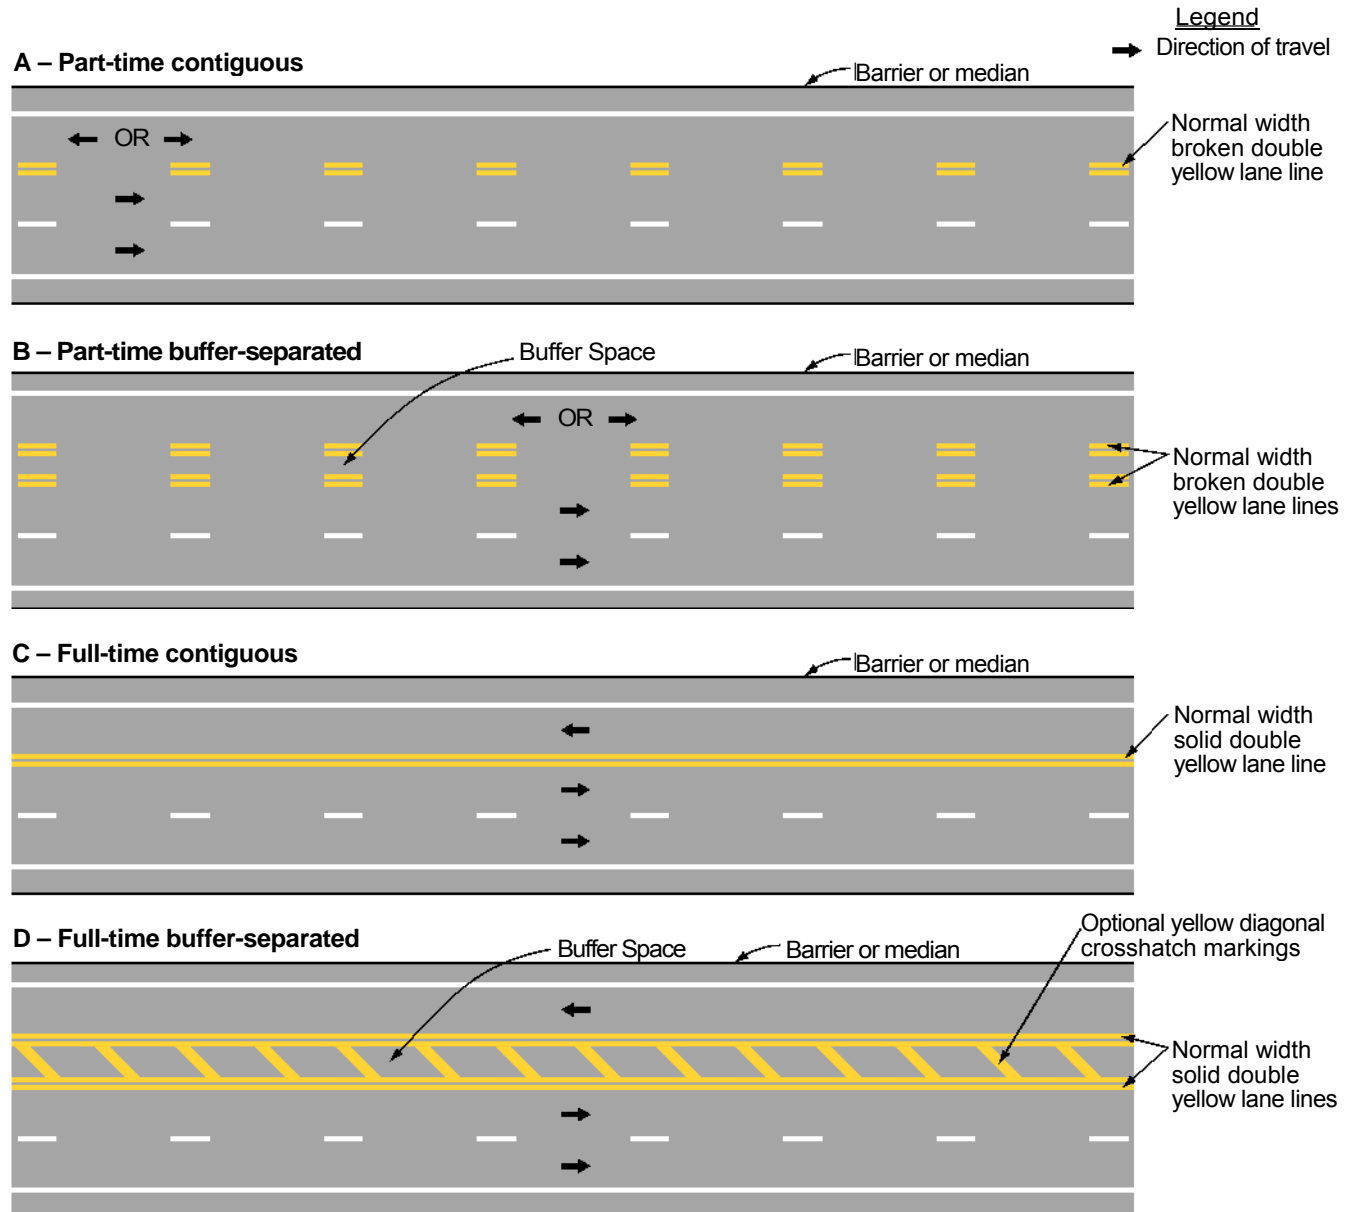 Legend
Direction of travel
A – Part-time contiguous
Barrier or median
OR
Normal width
broken double
yellow lane line
B – Part-time buffer-separated
Buffer Space
Barrier or median
OR
Normal width
broken double
yellow lane lines
C – Full-time contiguous
Barrier or median
Normal width
solid double
yellow lane line
D – Full-time buffer-separated
Buffer Space
Barrier or median
Optional yellow diagonal
crosshatch markings
Normal width
solid double
yellow lane lines